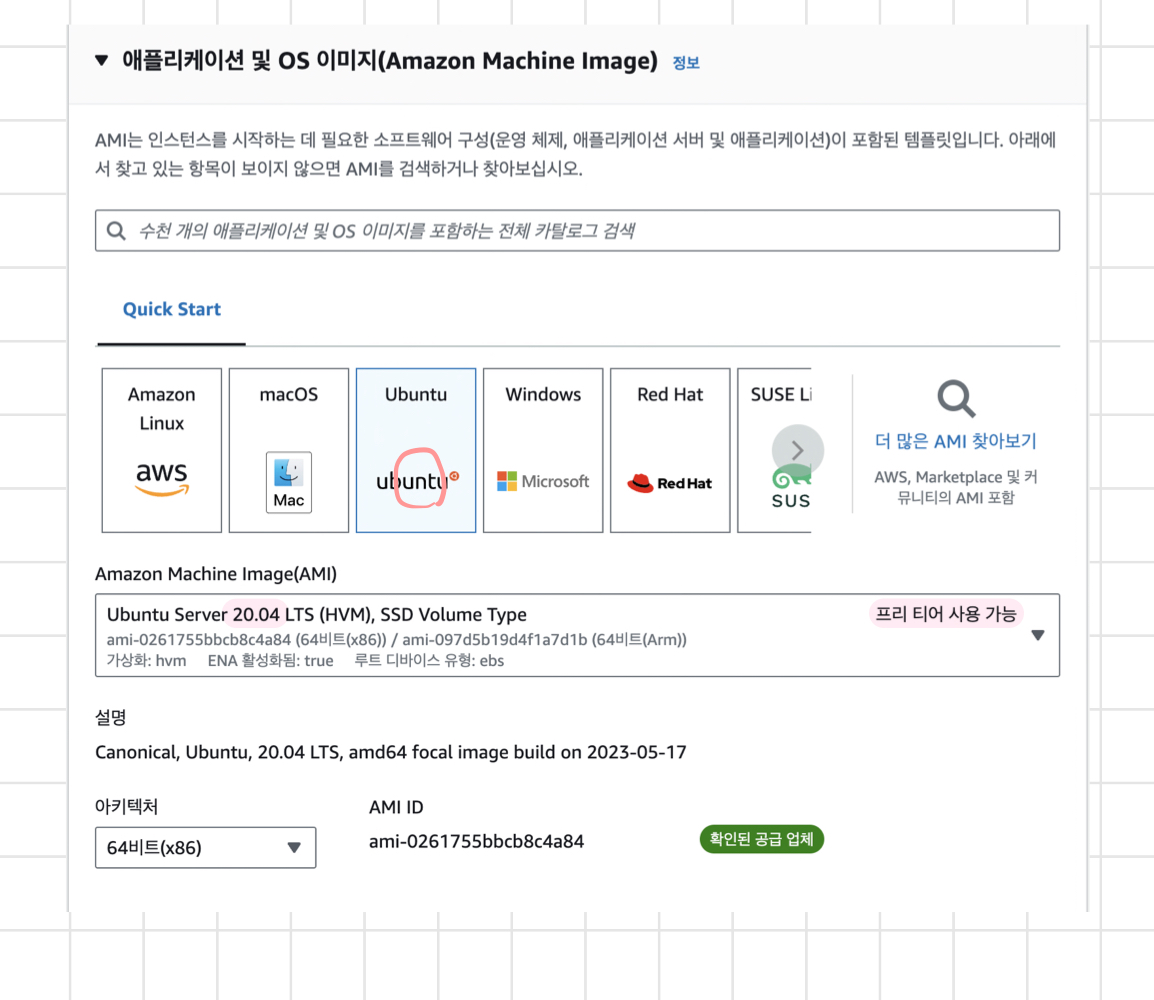 ▼ 애플리케이션 및 OS 이미지(Amazon Machine Image) 정보
AMI는 인스턴스를 시작하는 데 필요한 소프트웨어 구성(운영 체제, 애플리케이션 서버 및 애플리케이션)이 포함된 템플릿입니다. 아래에
서 찾고 있는 항목이 보이지 않으면 AMI를 검색하거나 찾아보십시오.
수천 개의 애플리케이션 및 OS 이미지를 포함하는 전체 카탈로그 검색
Quick Start
Amazon
Linux
aws
macOS
Mac
Ubuntu
ubuntu
Windows
Microsoft
Red Hat
Red Hat
SUSE Li
SUS
더 많은 AMI 찾아보기
AWS, Marketplace 및 커
뮤니티의 AMI 포함
Amazon Machine Image(AMI)
Ubuntu Server 20.04 LTS (HVM), SSD Volume Type 프리 티어 사용 가능
ami-0261755bbcb8c4a84 (64비트(x86)) / ami-097d5b19d4f1a7d1b (64비트(Arm))
가상화: hvm ENA 활성화됨: true 루트 디바이스 유형: ebs
설명
Canonical, Ubuntu, 20.04 LTS, amd64 focal image build on 2023-05-17
아키텍처 AMI ID
64비트(x86) ami-0261755bbcb8c4a84 확인된 공급 업체